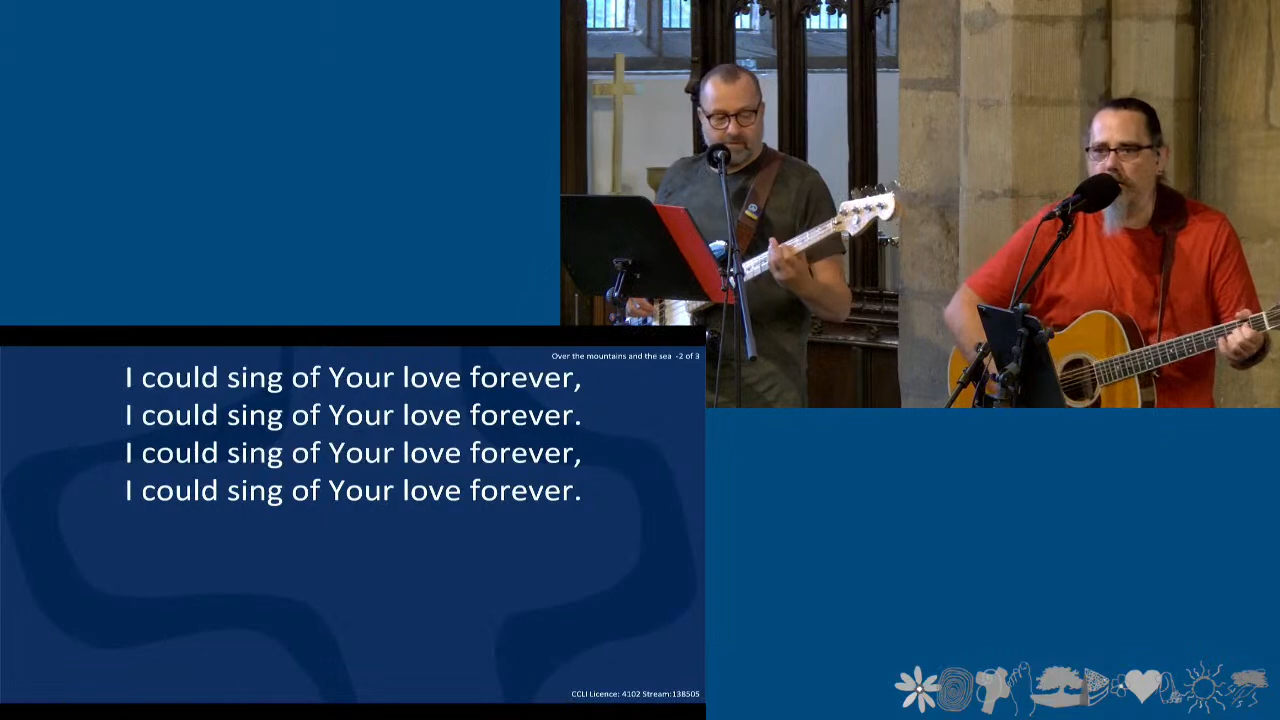 Over the mountains and the sea -2 of 3
I could sing of Your love forever,
I could sing of Your love forever.
I could sing of Your love forever,
I could sing of Your love forever.
CCLI Licence: 4102 Stream:138505